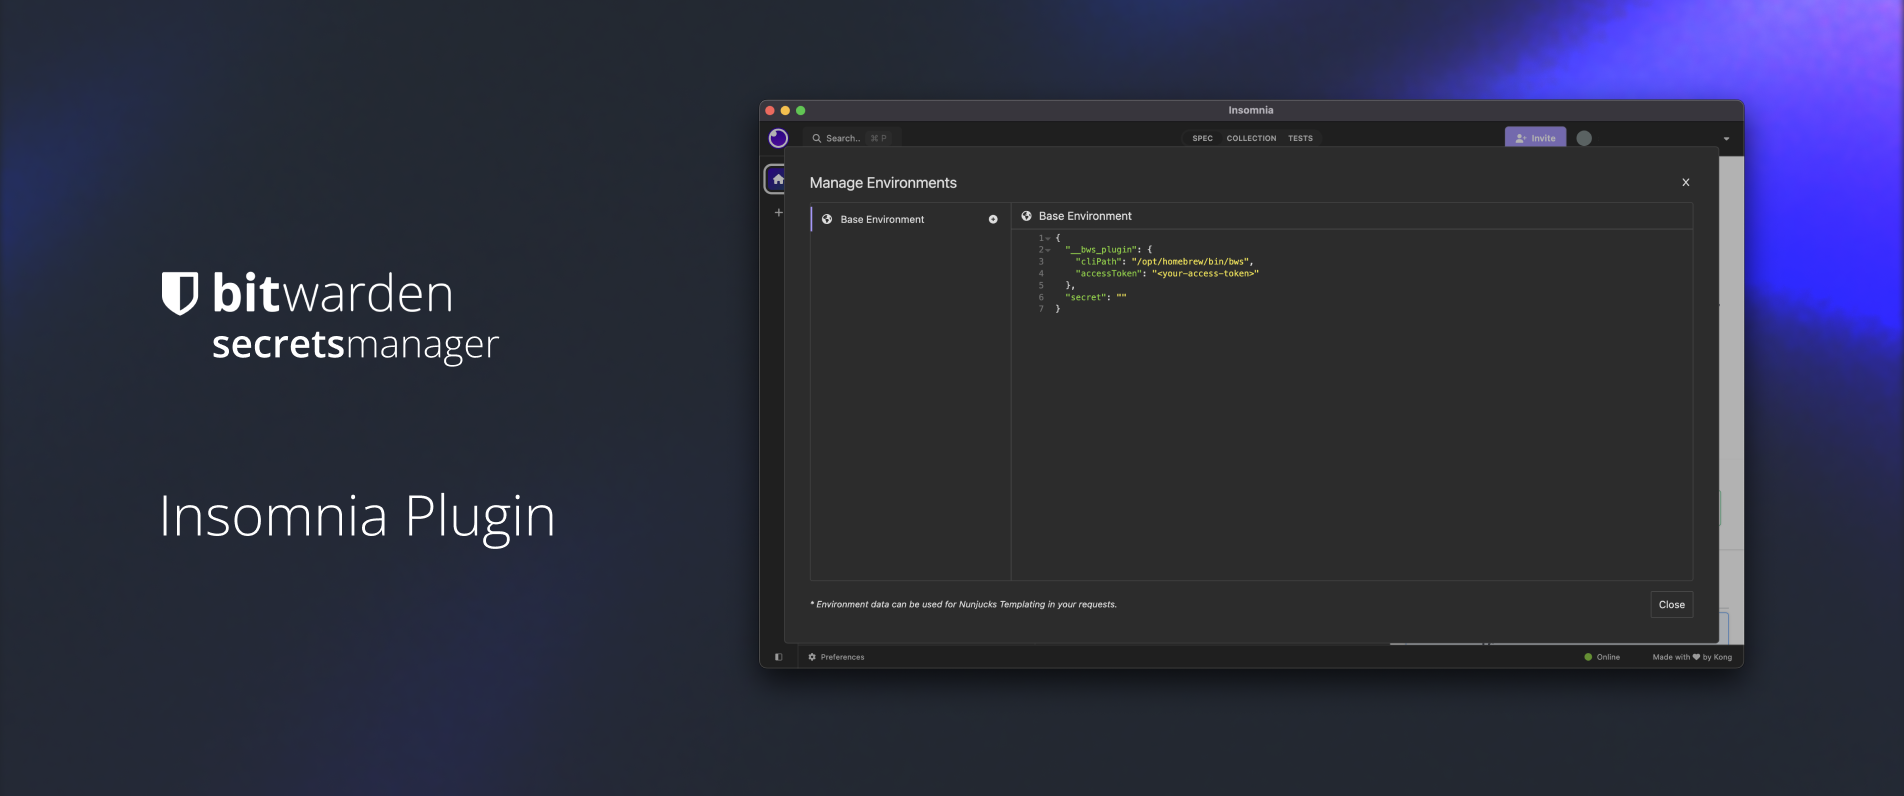 bitwarden
secretsmanager
Insomnia Plugin
Insomnia
Search.. ⌘ P
SPEC COLLECTION TESTS
Invite
Manage Environments
X
Base Environment
Base Environment
1 {
2 "__bws_plugin": {
3 "cliPath": "/opt/homebrew/bin/bws",
4 "accessToken": "<your-access-token>"
5 },
6 "secret": ""
7 }
* Environment data can be used for Nunjucks Templating in your requests.
Close
Preferences
Online
Made with ♥ by Kong